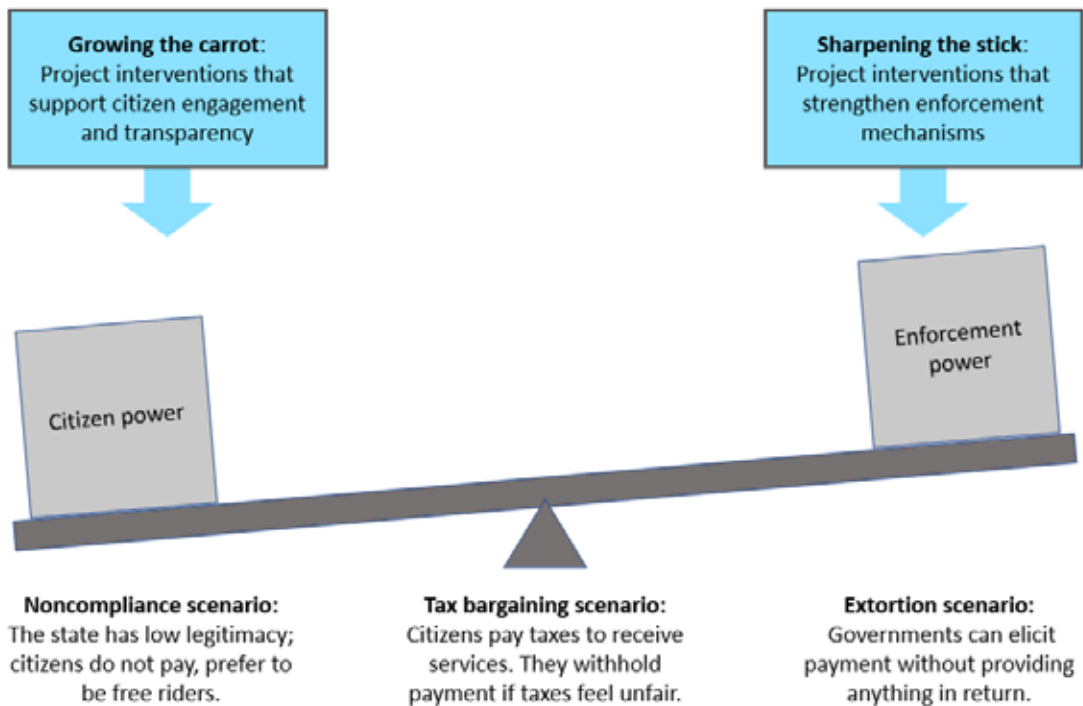 Growing the carrot:
Project interventions that
support citizen engagement
and transparency
Sharpening the stick:
Project interventions that
strengthen enforcement
mechanisms
Citizen power
Enforcement
power
Noncompliance scenario:
The state has low legitimacy;
citizens do not pay, prefer to
be free riders.
Tax bargaining scenario:
Citizens pay taxes to receive
services. They withhold
payment if taxes feel unfair.
Extortion scenario:
Governments can elicit
payment without providing
anything in return.